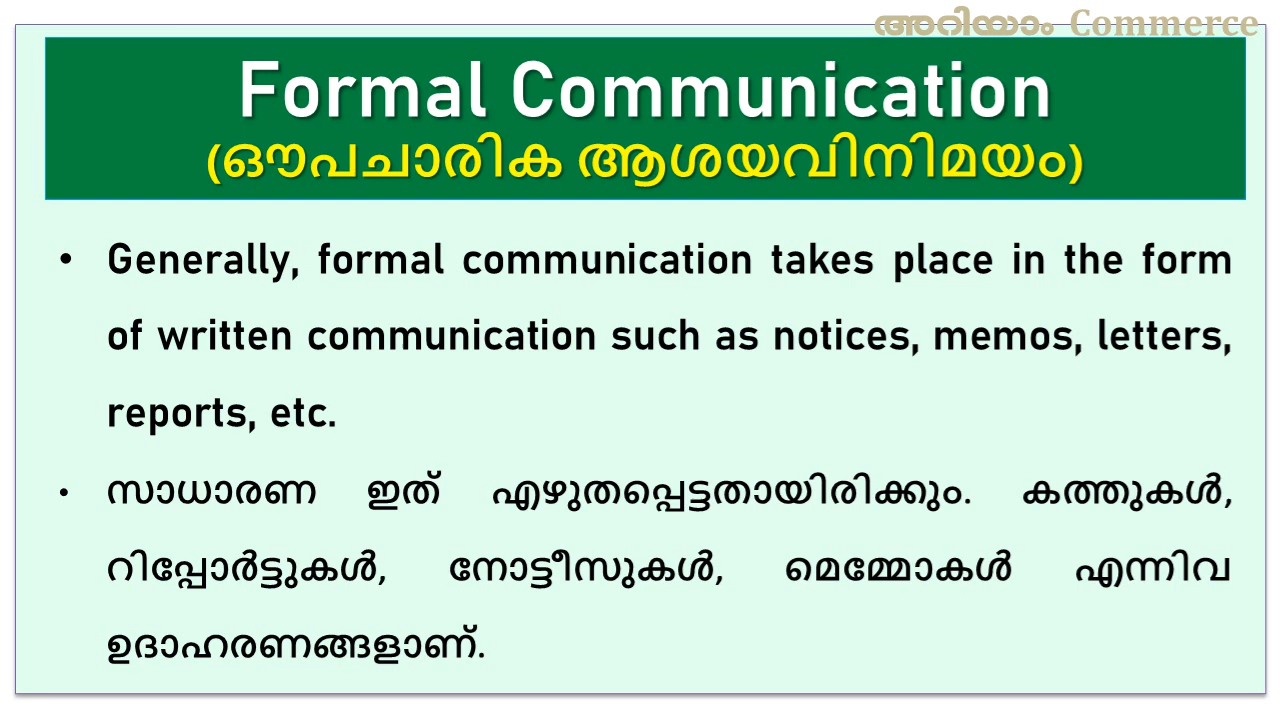 അറിയാം Commerce
Formal Communication
(ഔപചാരിക ആശയവിനിമയം)
• Generally, formal communication takes place in the form
of written communication such as notices, memos, letters,
reports, etc.
• സാധാരണ ഇത് എഴുതപ്പെട്ടതായിരിക്കും. കത്തുകൾ,
റിപ്പോർട്ടുകൾ, നോട്ടീസുകൾ, മെമ്മോകൾ എന്നിവ
ഉദാഹരണങ്ങളാണ്.